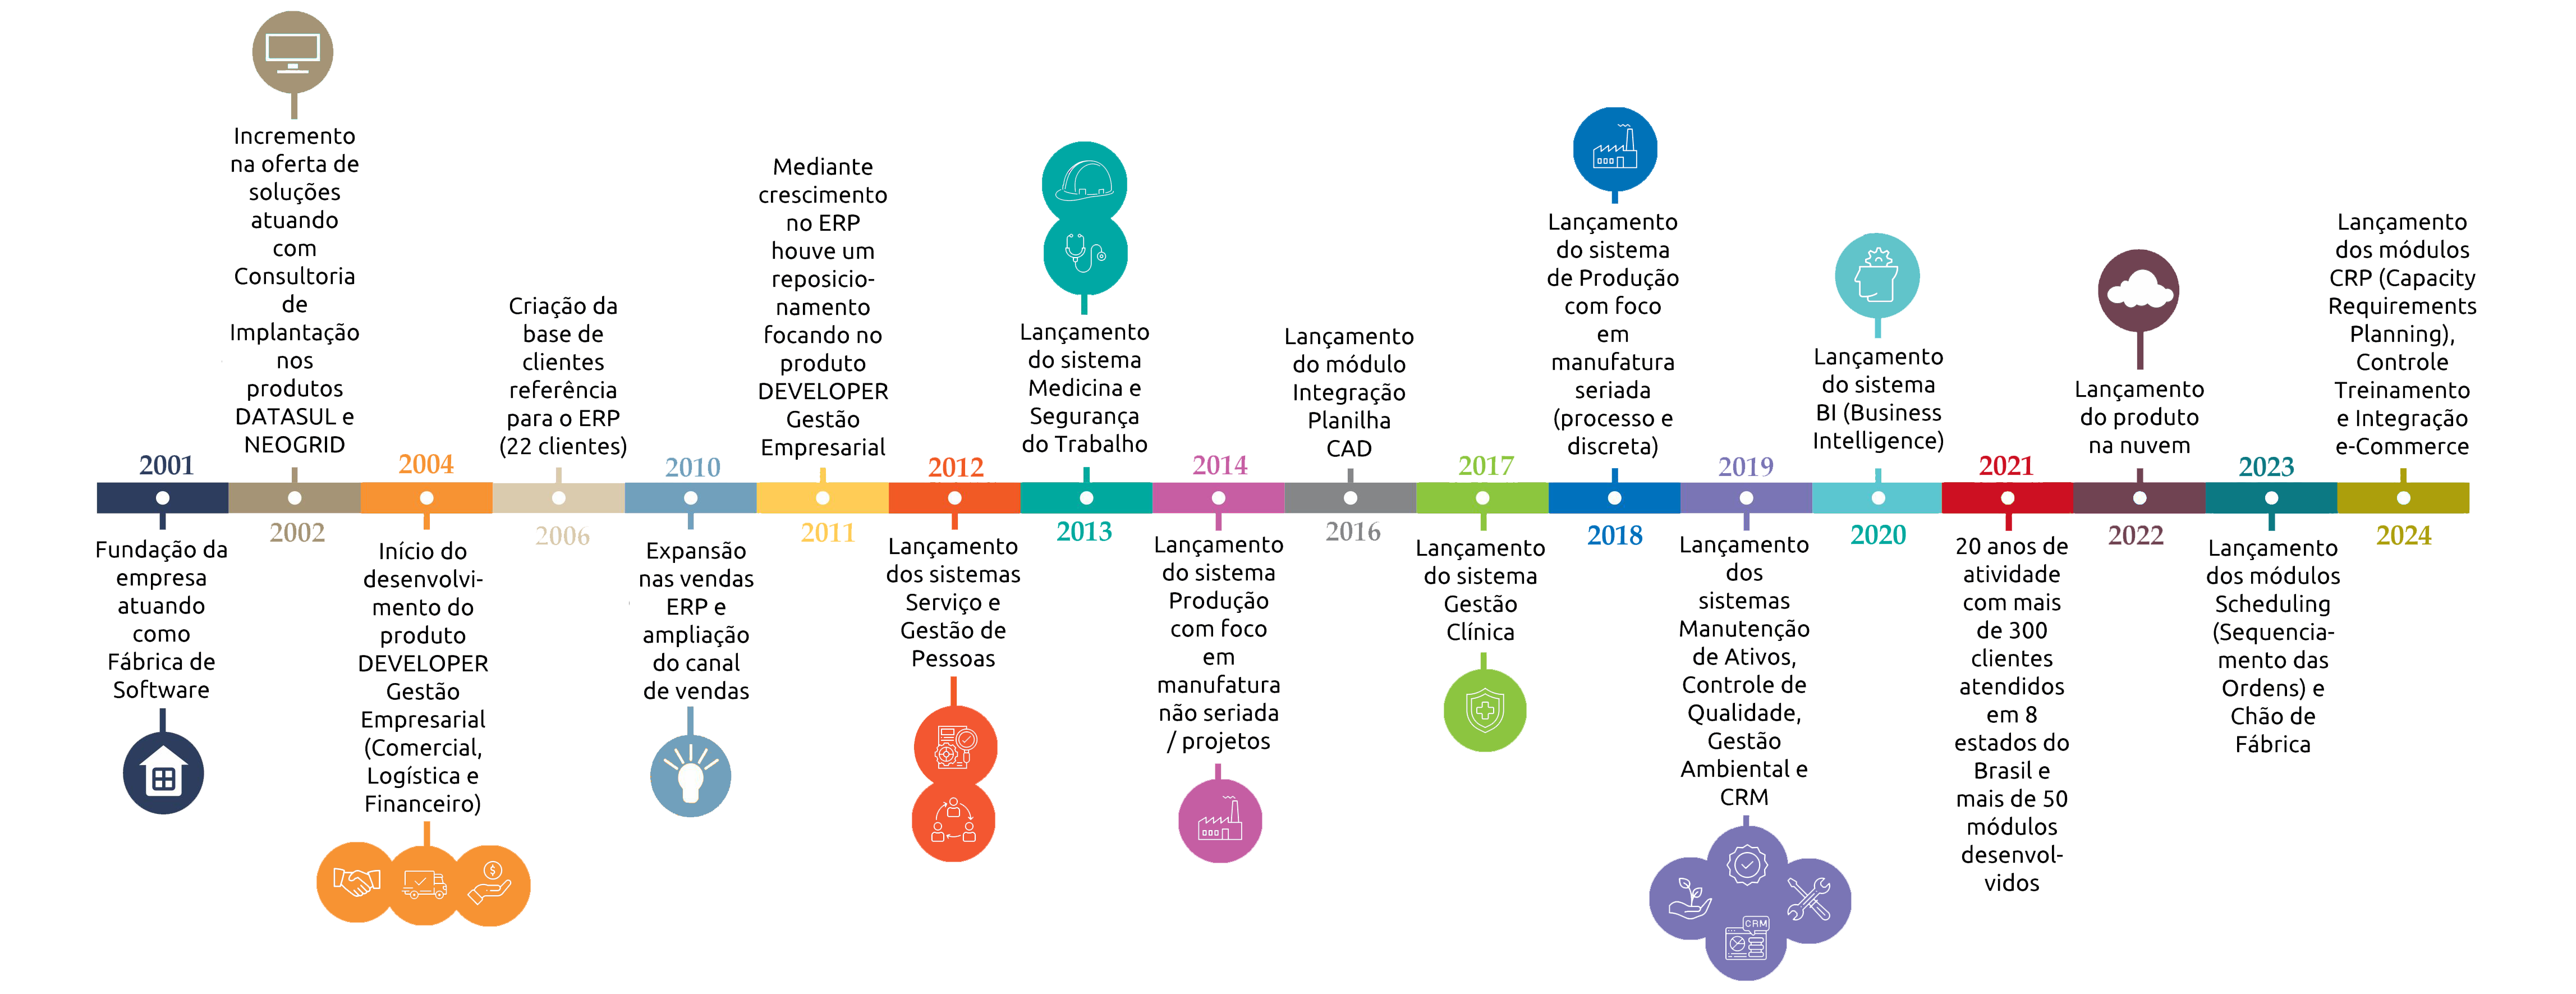 2001
Fundação da
empresa
atuando
como
Fábrica de
Software
Incremento
na oferta de
soluções
atuando
com
Consultoria
de
Implantação
nos
produtos
DATASUL e
NEOGRID
2002
2004
Início do
desenvolvi-
mento do
produto
DEVELOPER
Gestão
Empresarial
(Comercial,
Logística e
Financeiro)
Criação da
base de
clientes
referência
para o ERP
(22 clientes)
2006
2010
Expansão
nas vendas
ERP e
ampliação
do canal
de vendas
Mediante
crescimento
no ERP
houve um
reposicio-
namento
focando no
produto
DEVELOPER
Gestão
Empresarial
2011
2012
Lançamento
dos sistemas
Serviço e
Gestão de
Pessoas
Lançamento
do sistema
Medicina e
Segurança
do Trabalho
2013
2014
Lançamento
do sistema
Produção
com foco
em
manufatura
não seriada
/ projetos
Lançamento
do módulo
Integração
Planilha
CAD
2016
2017
Lançamento
do sistema
Gestão
Clínica
Lançamento
do sistema
de Produção
com foco
em
manufatura
seriada
(processo e
discreta)
2018
2019
Lançamento
dos
sistemas
Manutenção
de Ativos,
Controle de
Qualidade,
Gestão
Ambiental e
CRM
CRM
Lançamento
do sistema
BI (Business
Intelligence)
2020
2021
20 anos de
atividade
com mais
de 300
clientes
atendidos
em 8
estados do
Brasil e
mais de 50
módulos
desenvol-
vidos
Lançamento
do produto
na nuvem
2022
2023
Lançamento
dos módulos
Scheduling
(Sequencia-
mento das
Ordens) e
Chão de
Fábrica
Lançamento
dos módulos
CRP (Capacity
Requirements
Planning),
Controle
Treinamento
e Integração
e-Commerce
2024